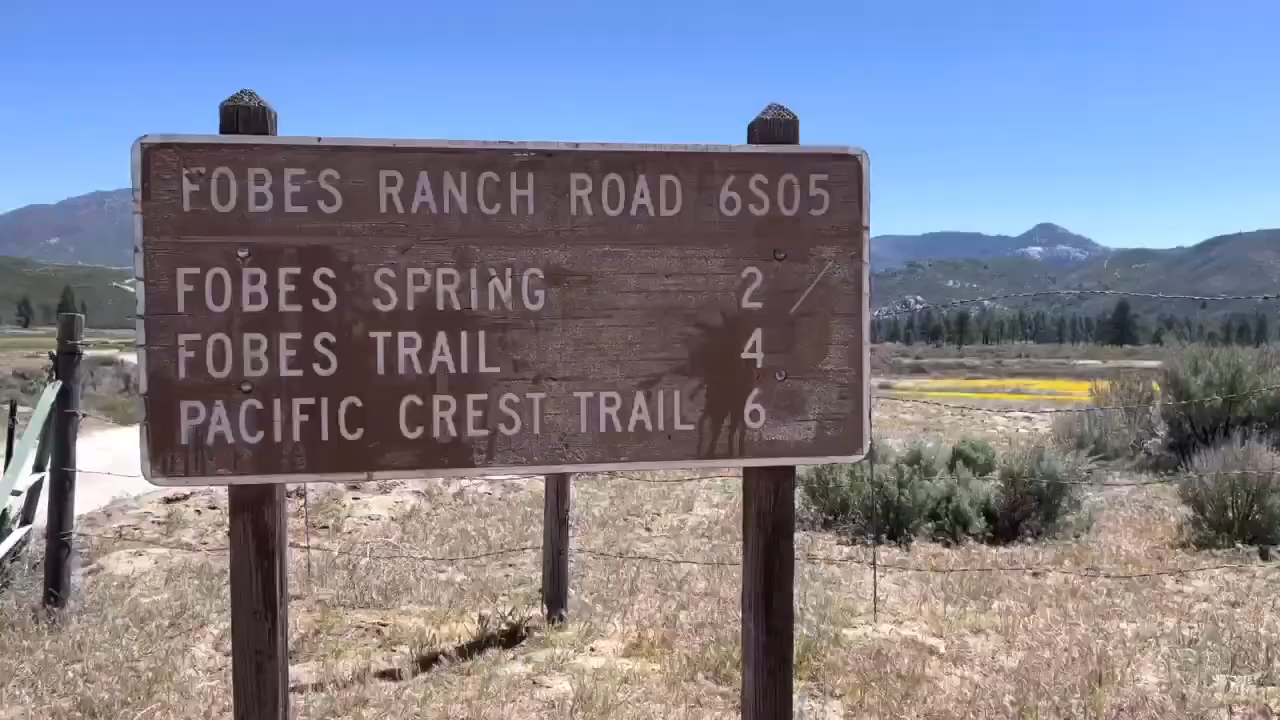 FOBES RANCH ROAD 6S05
FOBES SPRING 2
FOBES TRAIL 4
PACIFIC CREST TRAIL 6